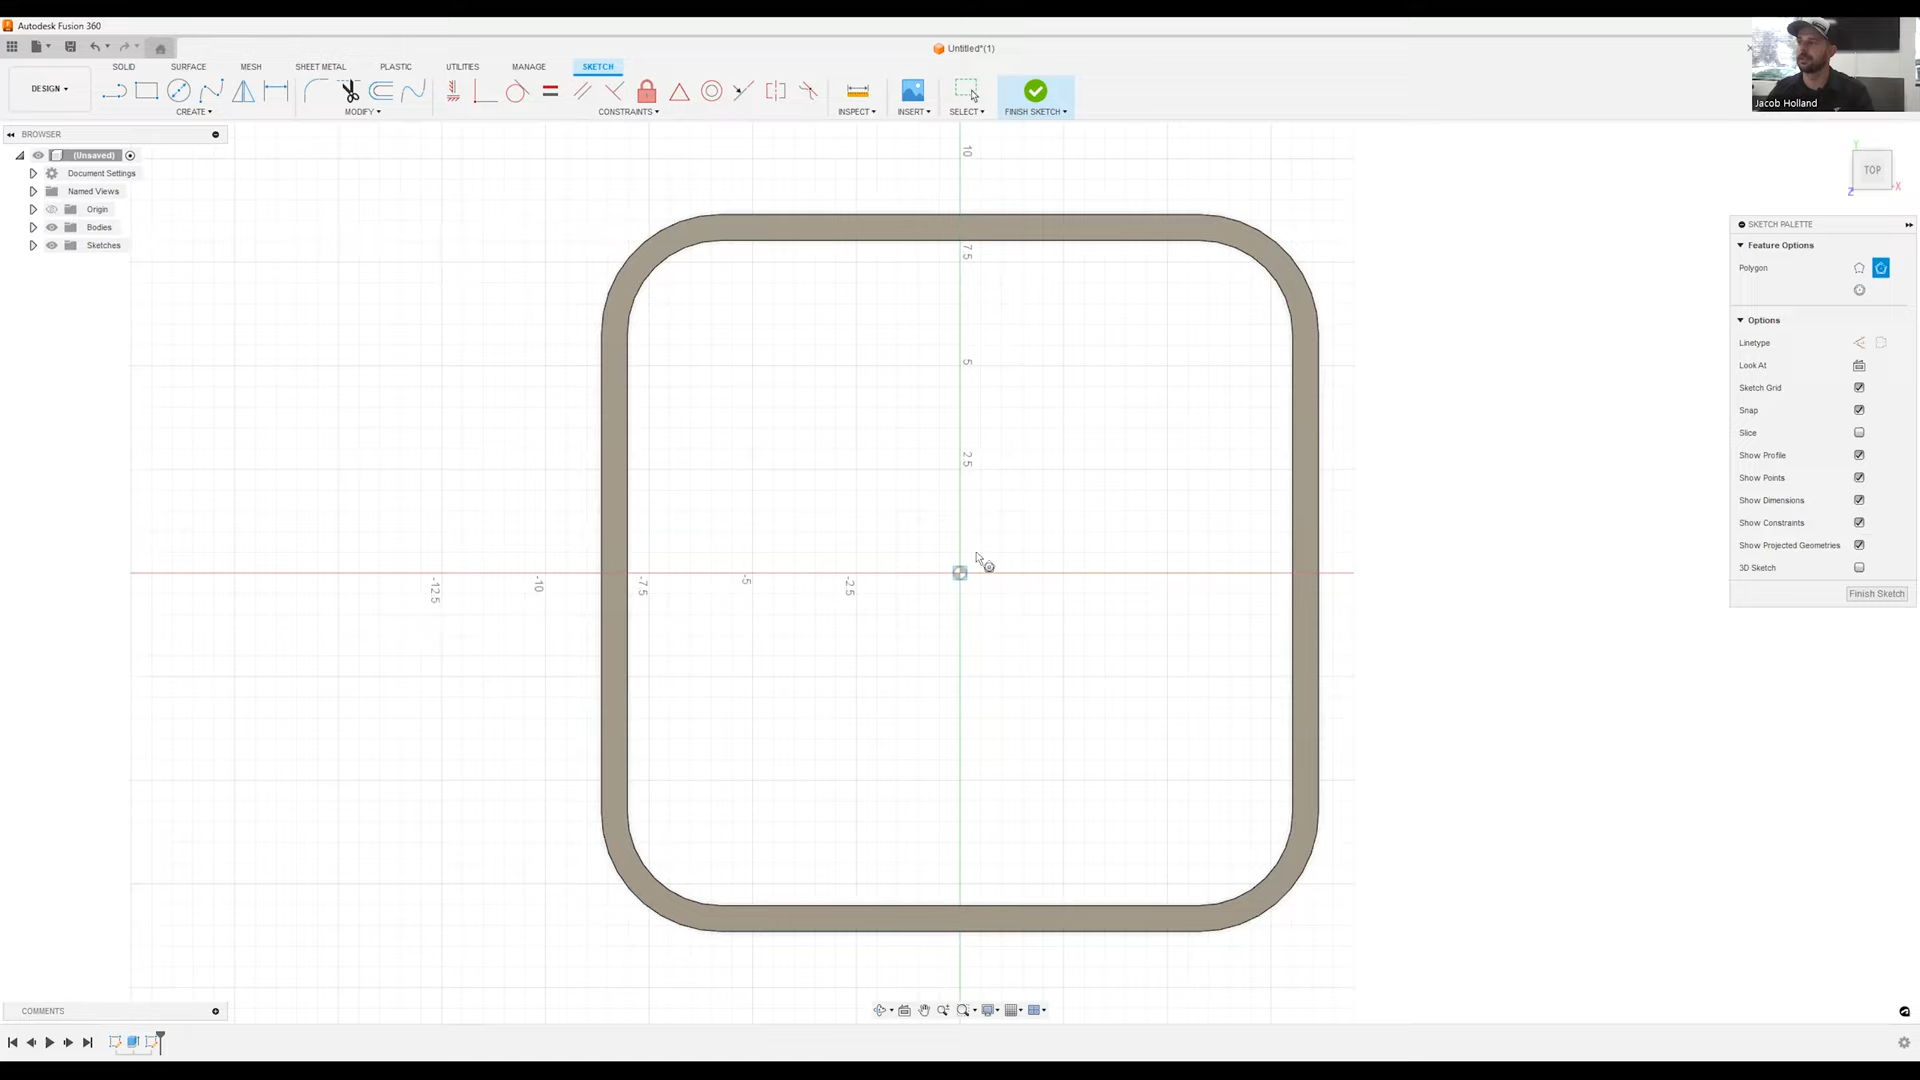 Autodesk Fusion 360
Untitled*(1)
SOLID SURFACE MESH SHEET METAL PLASTIC UTILITIES MANAGE SKETCH
DESIGN
CREATE MODIFY CONSTRAINTS INSPECT INSERT SELECT FINISH SKETCH
Jacob Holland
BROWSER
(Unsaved)
Document Settings
Named Views
Origin
Bodies
Sketches
TOP
Y
X
Z
SKETCH PALETTE
Feature Options
Polygon
Options
Linetype
Look At
Sketch Grid
Snap
Slice
Show Profile
Show Points
Show Dimensions
Show Constraints
Show Projected Geometries
3D Sketch
Finish Sketch
10
7.5
5
2.5
-12.5
-10
-7.5
-5
-2.5
COMMENTS